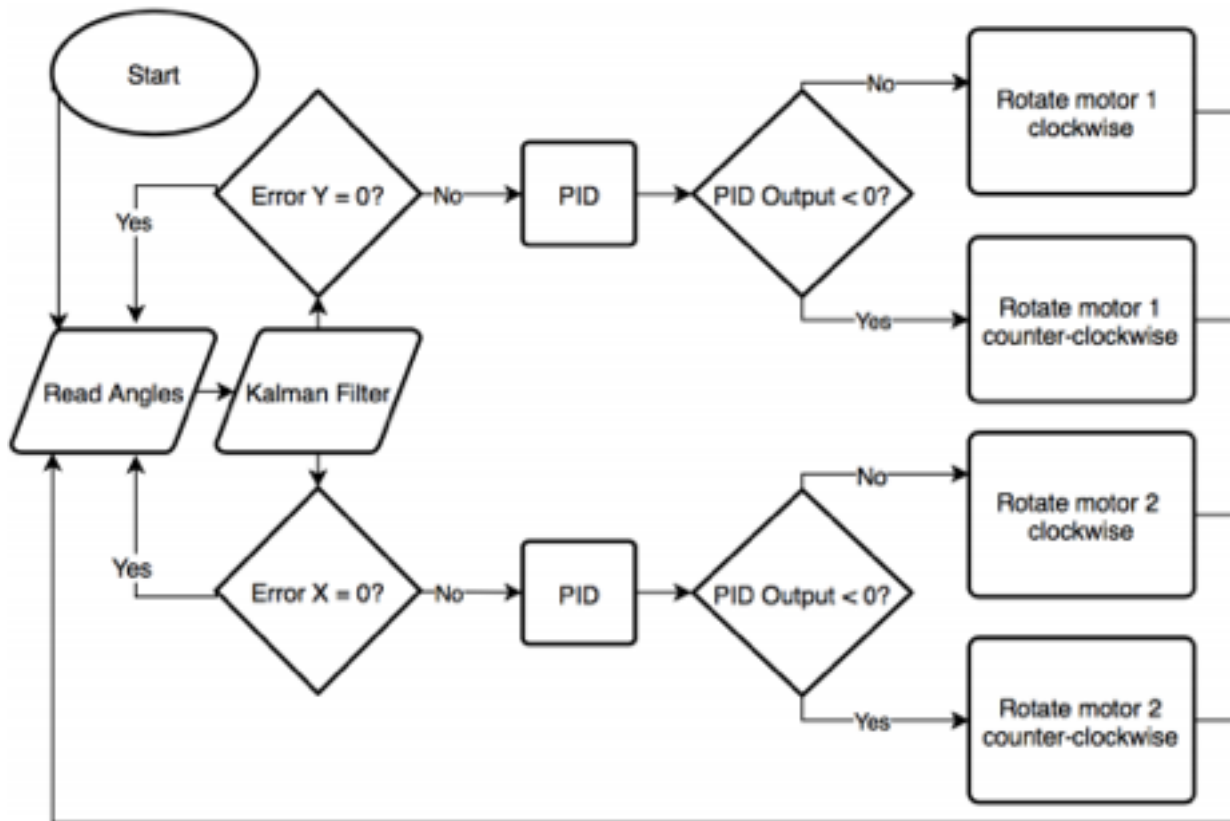 Start
Error Y = 0?
No
PID
PID Output < 0?
No
Rotate motor 1
clockwise
Yes
Yes
Rotate motor 1
counter-clockwise
Read Angles
Kalman Filter
Yes
Error X = 0?
No
PID
PID Output < 0?
No
Rotate motor 2
clockwise
Yes
Rotate motor 2
counter-clockwise